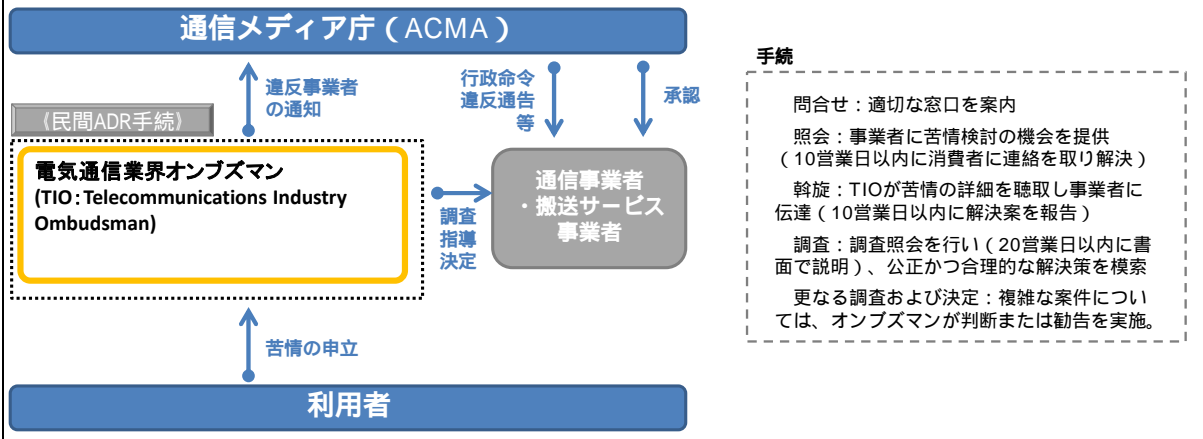 通信メディア庁(ACMA)
違反事業者
の通知
行政命令
違反通告
等
承認
《民間ADR手続》
電気通信業界オンブズマン
(TIO:Telecommunications Industry
Ombudsman)
調査
指導
決定
通信事業者
・搬送サービス
事業者
苦情の申立
利用者
手続
問合せ:適切な窓口を案内
照会:事業者に苦情検討の機会を提供
(10営業日以内に消費者に連絡を取り解決)
斡旋:TIOが苦情の詳細を聴取し事業者に
伝達(10営業日以内に解決案を報告)
調査:調査照会を行い(20営業日以内に書
面で説明)、公正かつ合理的な解決策を模索
更なる調査および決定:複雑な案件につい
ては、オンブズマンが判断または勧告を実施。